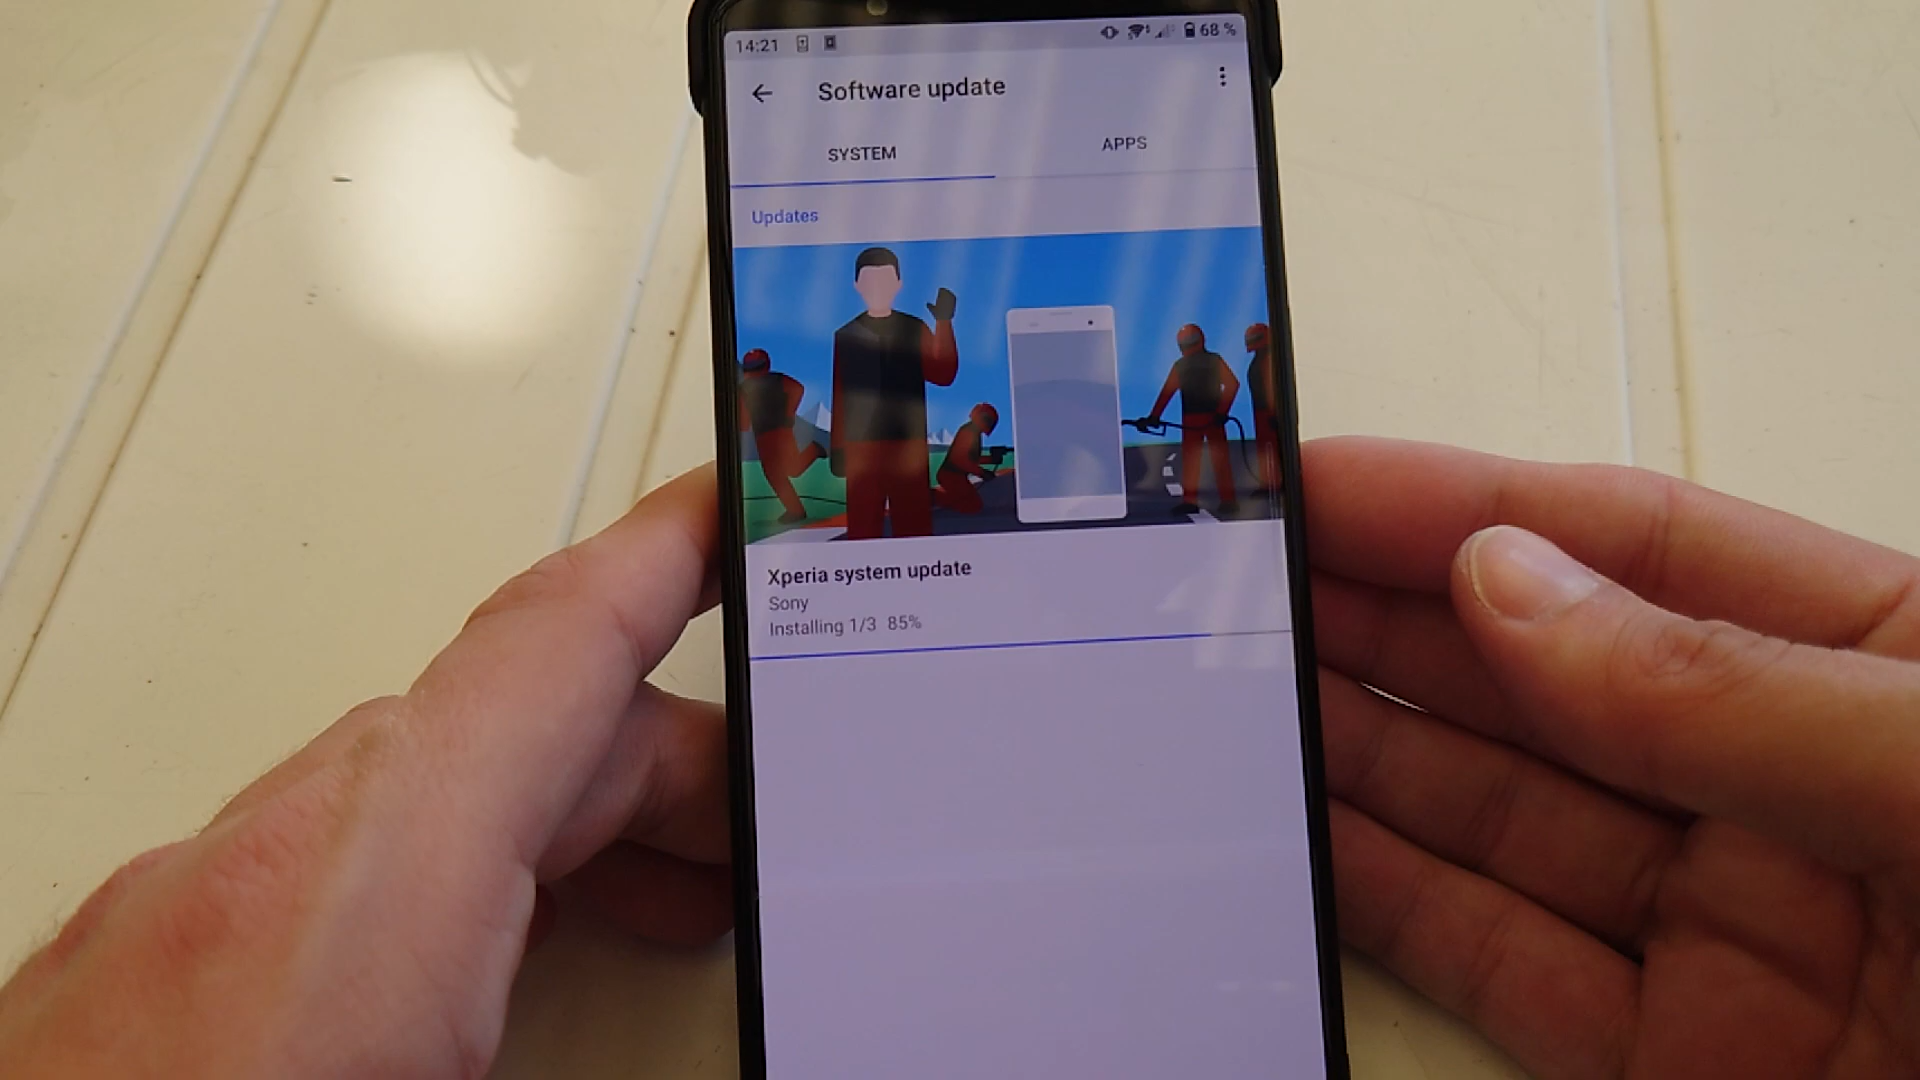 14:21 68 %
Software update
SYSTEM APPS
Updates
Xperia system update
Sony
Installing 1/3 85%